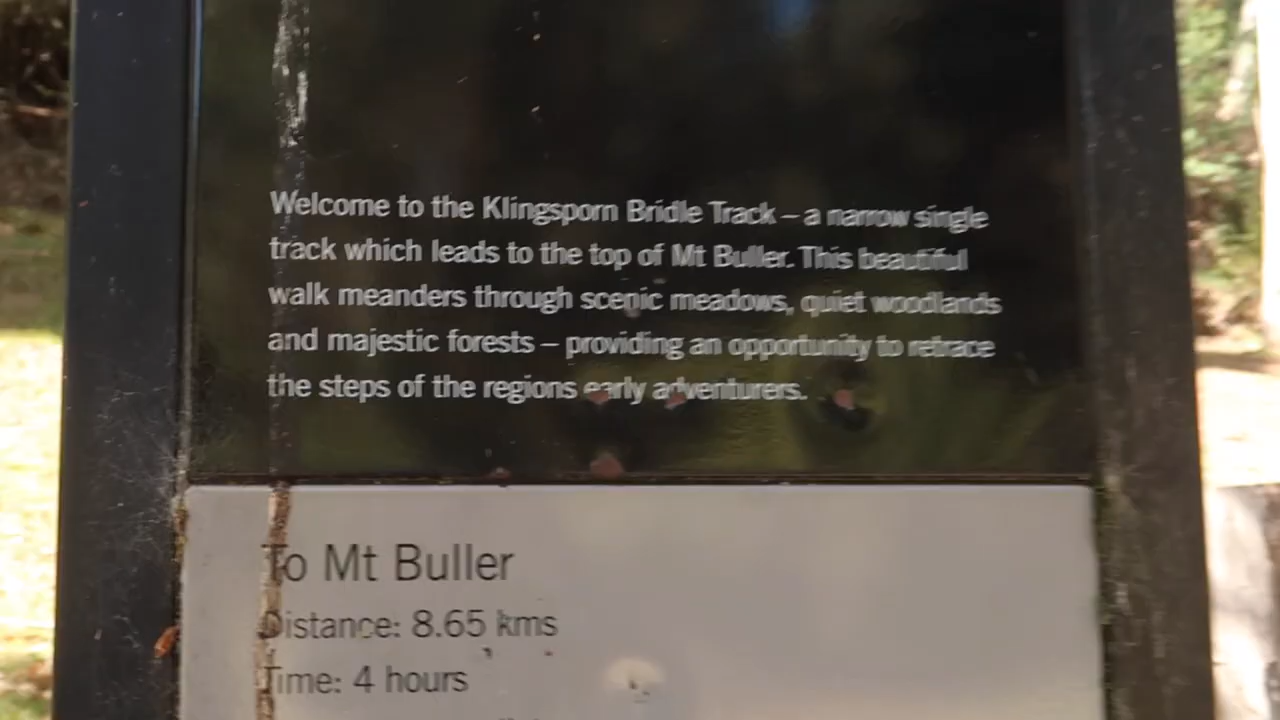 Welcome to the Klingsporn Bridle Track – a narrow single
track which leads to the top of Mt Buller. This beautiful
walk meanders through scenic meadows, quiet woodlands
and majestic forests – providing an opportunity to retrace
the steps of the regions early adventurers.
To Mt Buller
Distance: 8.65 kms
Time: 4 hours